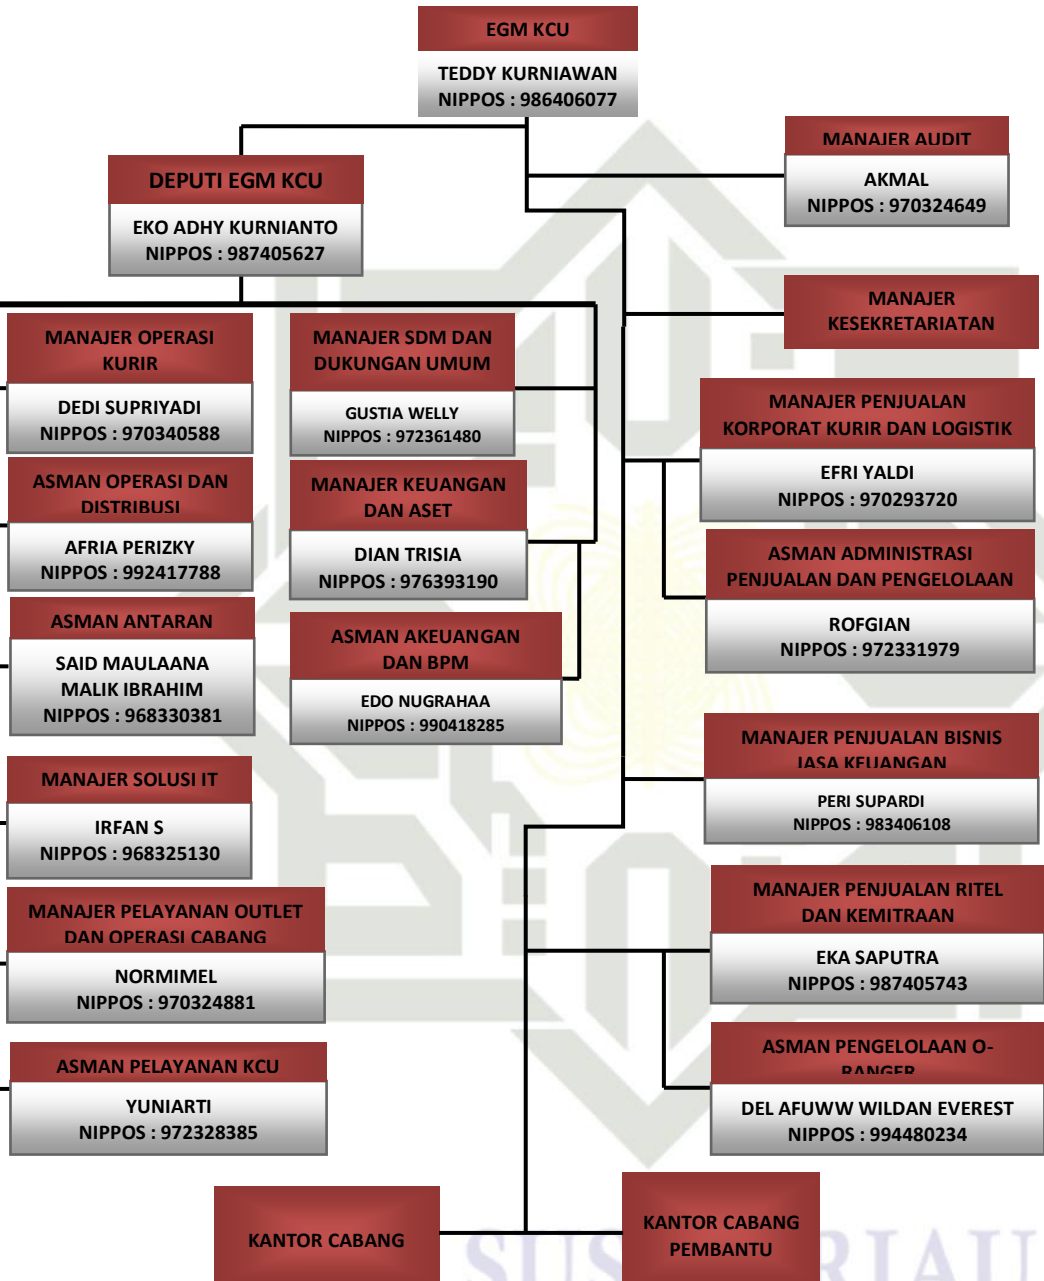 EGM KCU
TEDDY KURNIAWAN
NIPPOS : 986406077
MANAJER AUDIT
AKMAL
NIPPOS : 970324649
DEPUTI EGM KCU
EKO ADHY KURNIANTO
NIPPOS : 987405627
MANAJER
KESEKRETARIATAN
MANAJER OPERASI
KURIR
DEDI SUPRIYADI
NIPPOS : 970340588
MANAJER SDM DAN
DUKUNGAN UMUM
GUSTIA WELLY
NIPPOS : 972361480
MANAJER PENJUALAN
KORPORAT KURIR DAN LOGISTIK
EFRI YALDI
NIPPOS : 970293720
ASMAN OPERASI DAN
DISTRIBUSI
AFRIA PERIZKY
NIPPOS : 992417788
MANAJER KEUANGAN
DAN ASET
DIAN TRISIA
NIPPOS : 976393190
ASMAN ADMINISTRASI
PENJUALAN DAN PENGELOLAAN
ROFGIAN
NIPPOS : 972331979
ASMAN ANTARAN
SAID MAULAANA
MALIK IBRAHIM
NIPPOS : 968330381
ASMAN AKEUANGAN
DAN BPM
EDO NUGRAHAA
NIPPOS : 990418285
MANAJER PENJUALAN BISNIS
JASA KEUANGAN
PERI SUPARDI
NIPPOS : 983406108
MANAJER SOLUSI IT
IRFAN S
NIPPOS : 968325130
MANAJER PELAYANAN OUTLET
DAN OPERASI CABANG
NORMIMEL
NIPPOS : 970324881
MANAJER PENJUALAN RITEL
DAN KEMITRAAN
EKA SAPUTRA
NIPPOS : 987405743
ASMAN PELAYANAN KCU
YUNIARTI
NIPPOS : 972328385
ASMAN PENGELOLAAN O-
RANGER
DEL AFUWW WILDAN EVEREST
NIPPOS : 994480234
KANTOR CABANG
KANTOR CABANG
PEMBANTU
RIAU